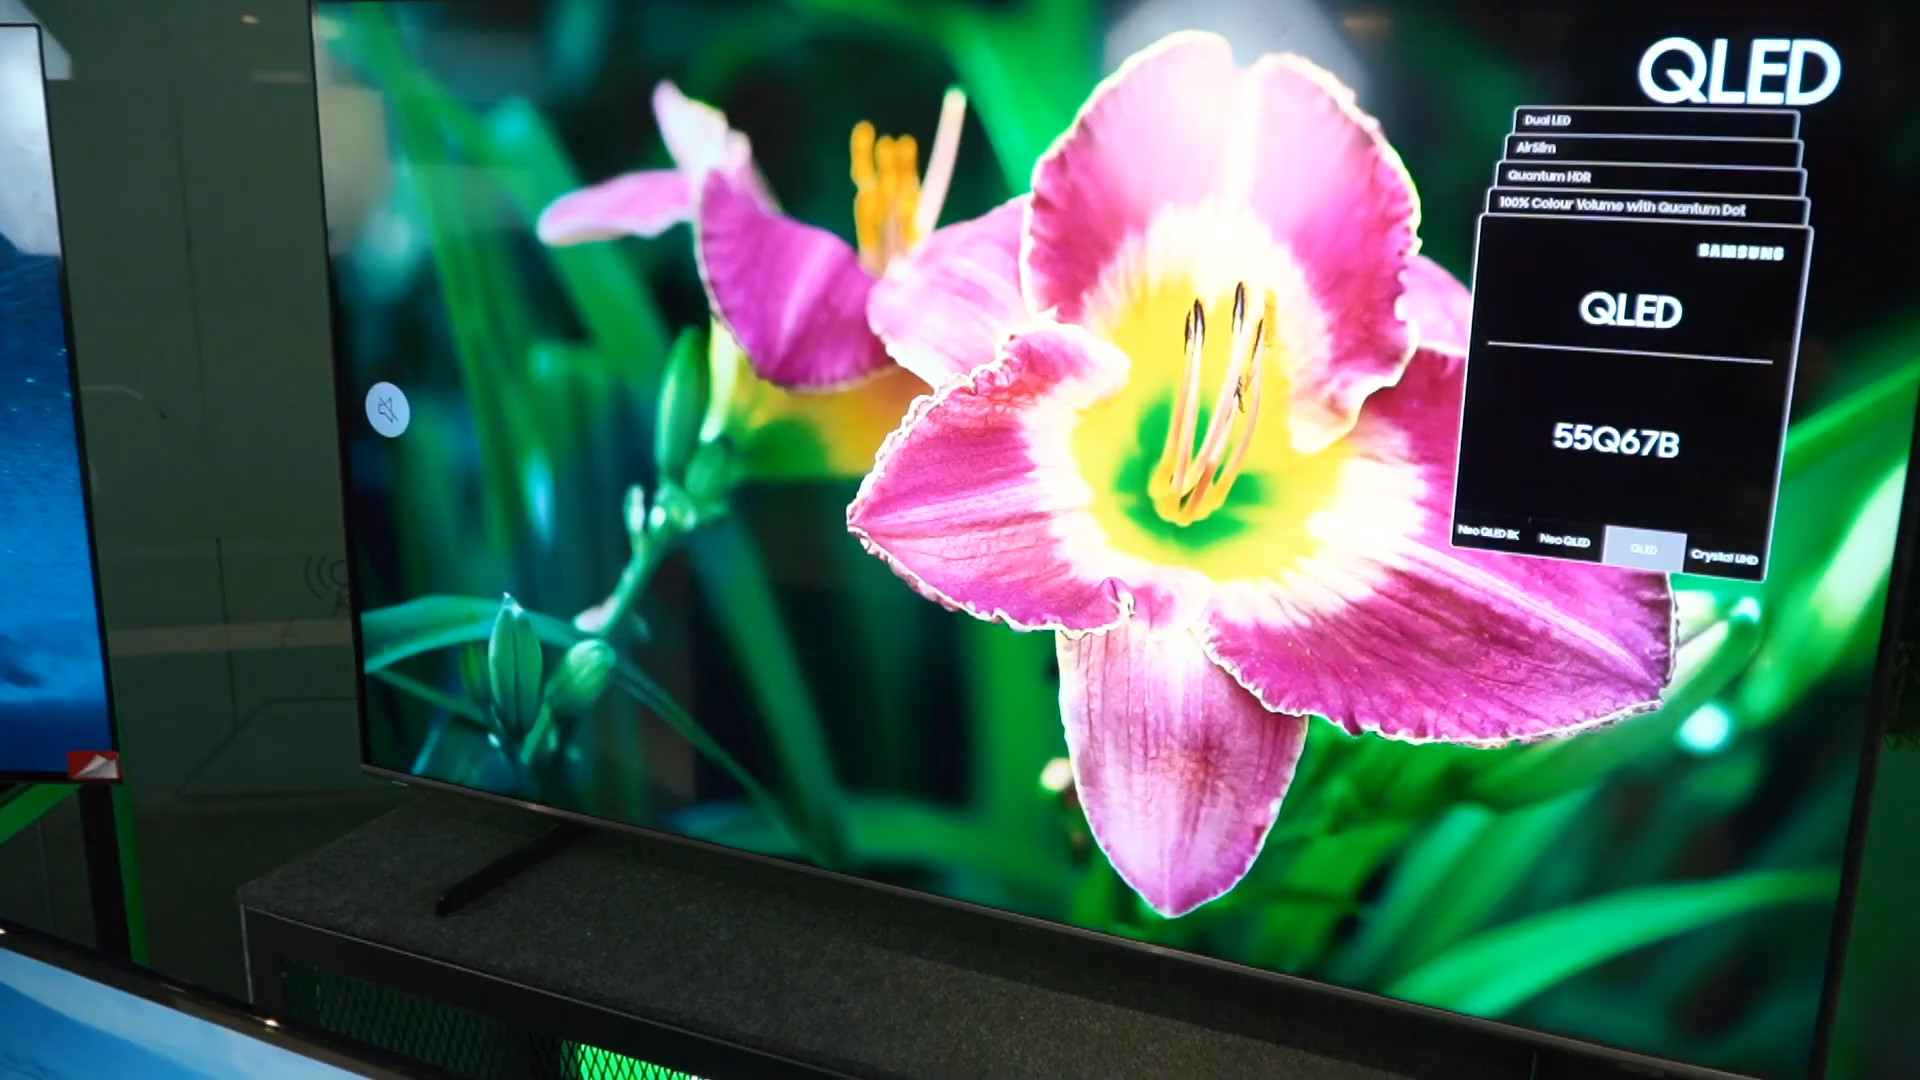 QLED
Dual LED
AirSlim
Quantum HDR
100% Colour Volume with Quantum Dot
SAMSUNG
QLED
55Q67B
Neo QLED 8K
Neo QLED
QLED
Crystal UHD